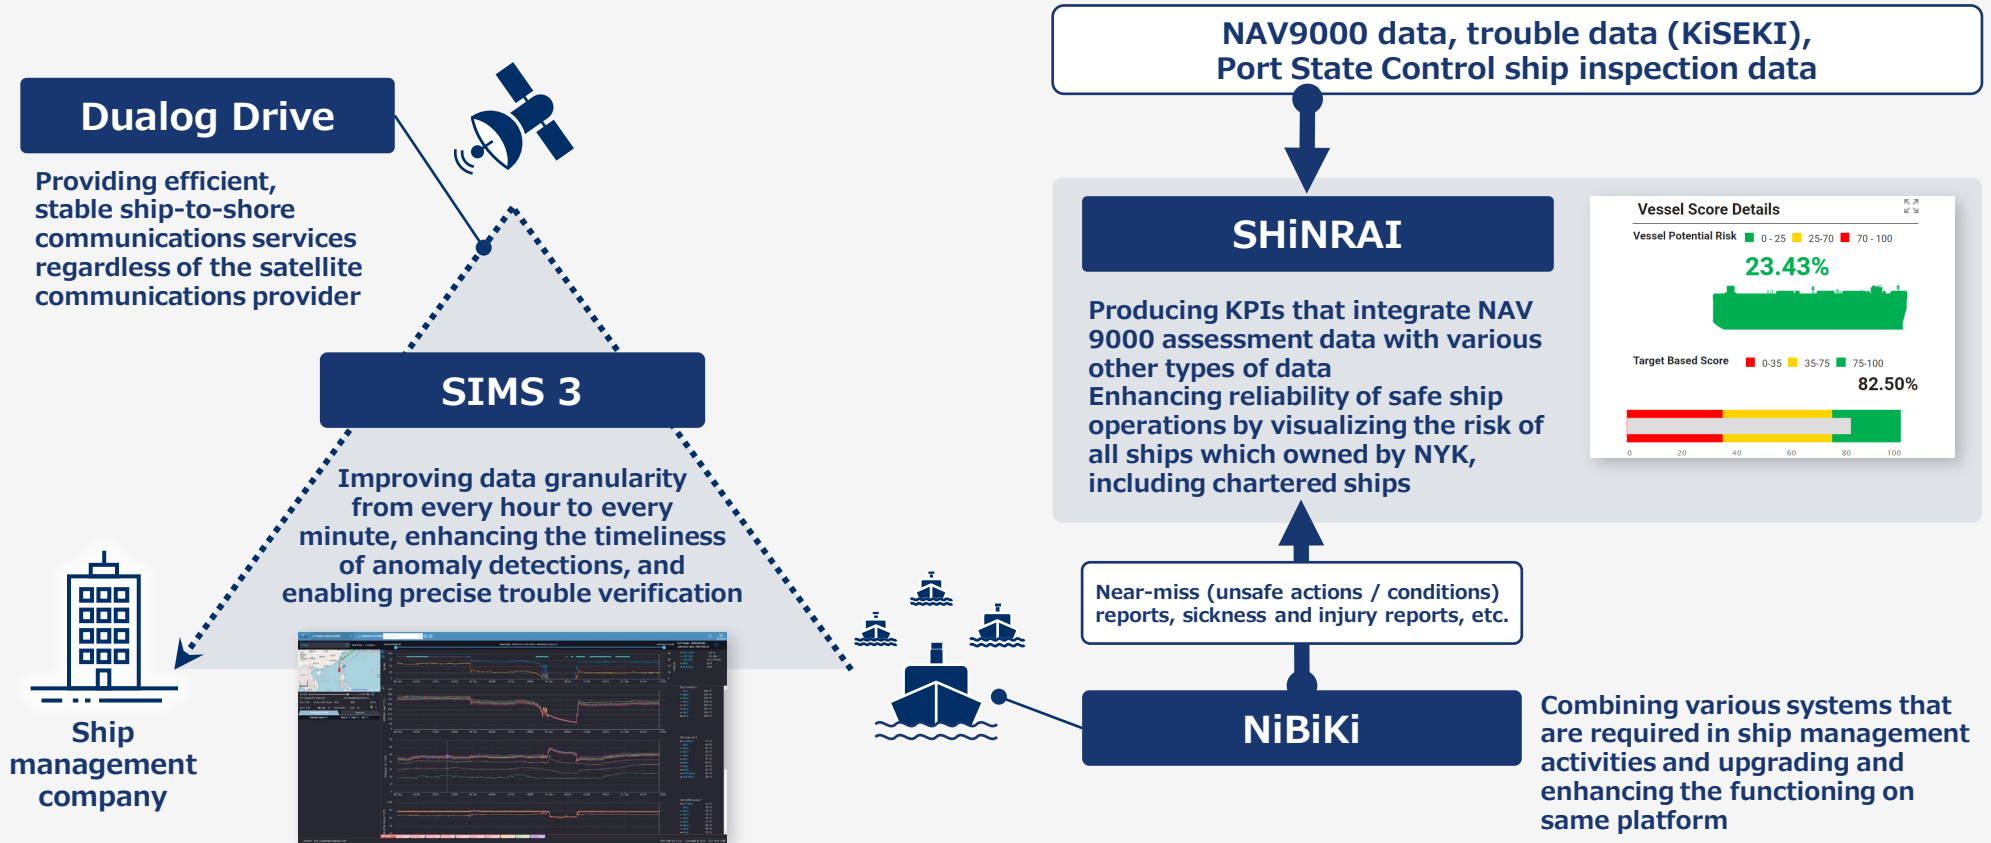 Dualog Drive
Providing efficient,
stable ship-to-shore
communications services
regardless of the satellite
communications provider
SIMS 3
Improving data granularity
from every hour to every
minute, enhancing the timeliness
of anomaly detections, and
enabling precise trouble verification
Ship
management
company
NAV9000 data, trouble data (KiSEKI),
Port State Control ship inspection data
SHiNRAI
Producing KPIs that integrate NAV
9000 assessment data with various
other types of data
Enhancing reliability of safe ship
operations by visualizing the risk of
all ships which owned by NYK,
including chartered ships
Vessel Score Details
Vessel Potential Risk 0 - 25 25-70 70 - 100
23.43%
Target Based Score 0-35 35-75 75-100
82.50%
0 20 40 60 80 100
Near-miss (unsafe actions / conditions)
reports, sickness and injury reports, etc.
NiBiKi
Combining various systems that
are required in ship management
activities and upgrading and
enhancing the functioning on
same platform